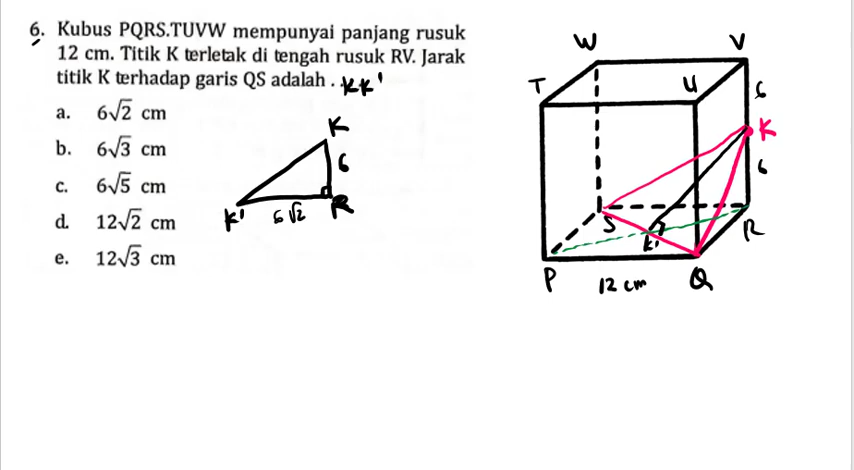 6. Kubus PQRS.TUVW mempunyai panjang rusuk
12 cm. Titik K terletak di tengah rusuk RV. Jarak
titik K terhadap garis QS adalah . KK'
a. 6√2 cm
b. 6√3 cm
c. 6√5 cm
d. 12√2 cm
e. 12√3 cm
K
6
K' 6√2 R
W V
T U 6
K
6
S K' R
P 12 cm Q